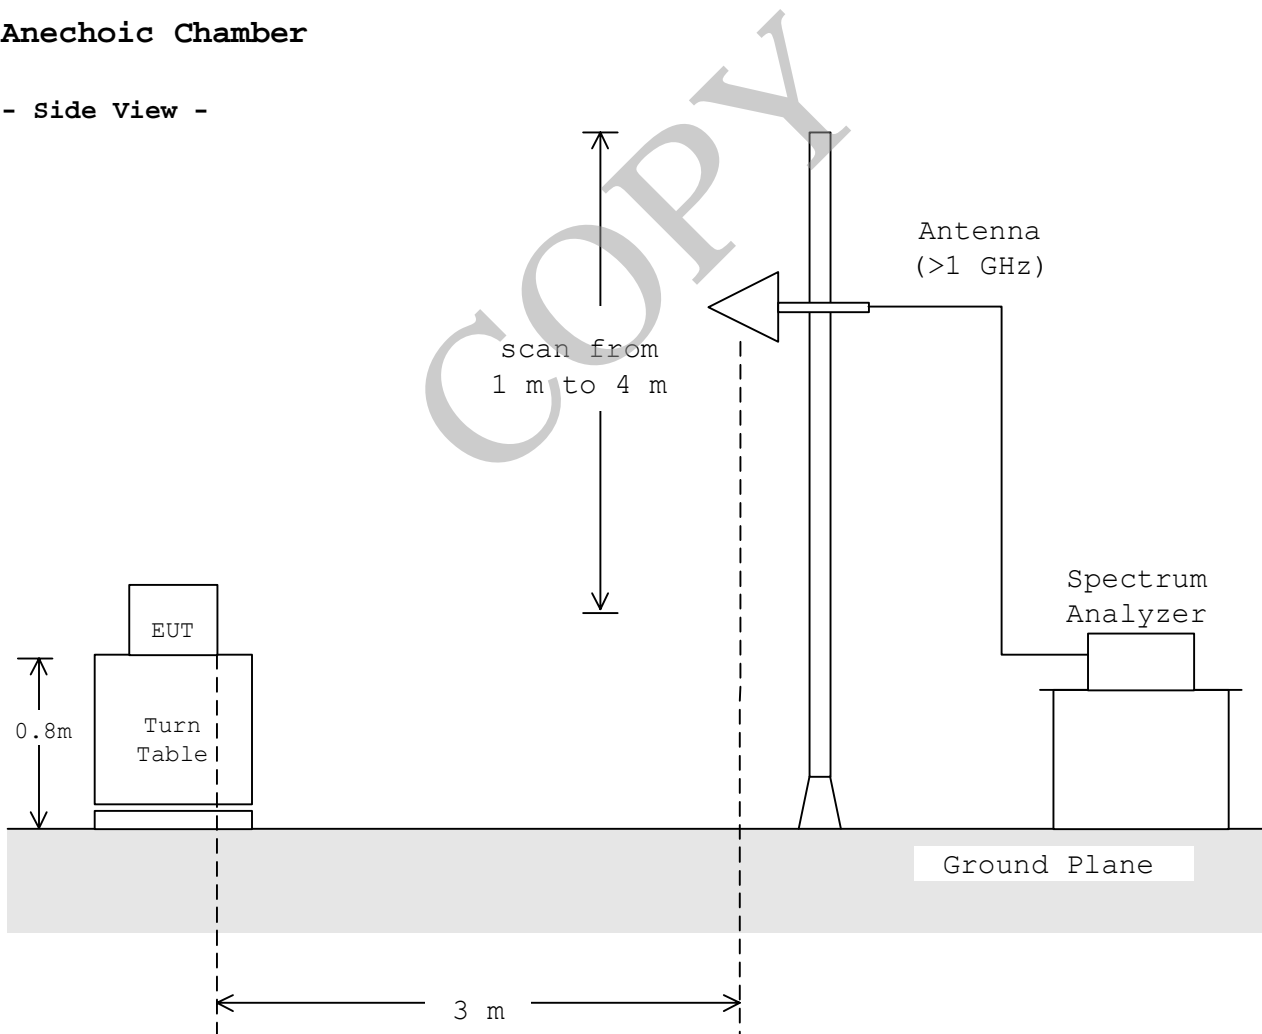 Anechoic Chamber
- Side View -
COPY
Antenna
(>1 GHz)
scan from
1 m to 4 m
Spectrum
Analyzer
EUT
0.8m
Turn
Table
Ground Plane
3 m